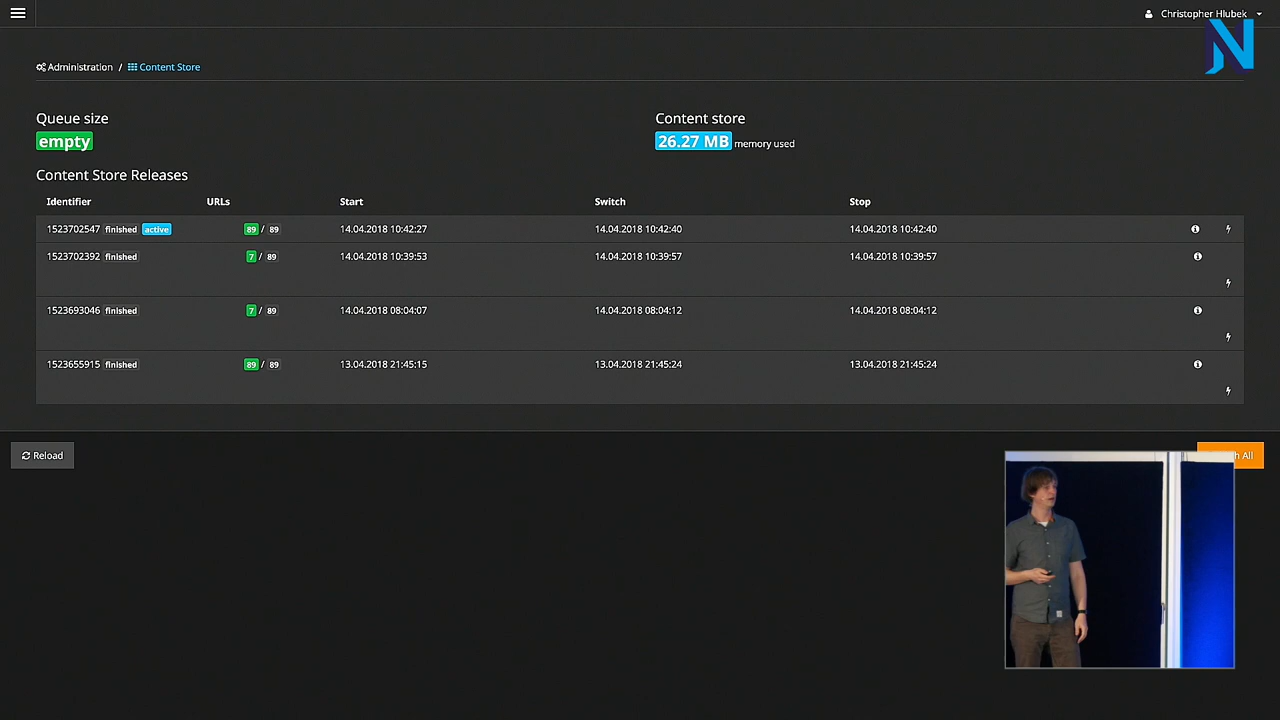 Christopher Hlubek
Administration / Content Store
Queue size
empty
Content store
26.27 MB memory used
Content Store Releases
Identifier URLs Start Switch Stop
1523702547 finished active 89 / 89 14.04.2018 10:42:27 14.04.2018 10:42:40 14.04.2018 10:42:40
1523702392 finished 7 / 89 14.04.2018 10:39:53 14.04.2018 10:39:57 14.04.2018 10:39:57
1523693046 finished 7 / 89 14.04.2018 08:04:07 14.04.2018 08:04:12 14.04.2018 08:04:12
1523655915 finished 89 / 89 13.04.2018 21:45:15 13.04.2018 21:45:24 13.04.2018 21:45:24
Reload
All